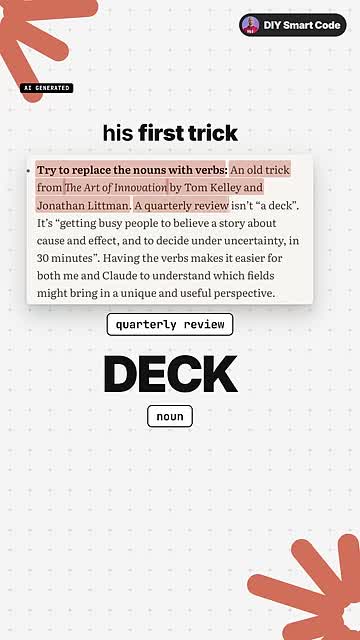 DIY Smart Code
AI GENERATED
his first trick
• Try to replace the nouns with verbs: An old trick
from The Art of Innovation by Tom Kelley and
Jonathan Littman. A quarterly review isn't "a deck".
It's "getting busy people to believe a story about
cause and effect, and to decide under uncertainty, in
30 minutes". Having the verbs makes it easier for
both me and Claude to understand which fields
might bring in a unique and useful perspective.
quarterly review
DECK
noun